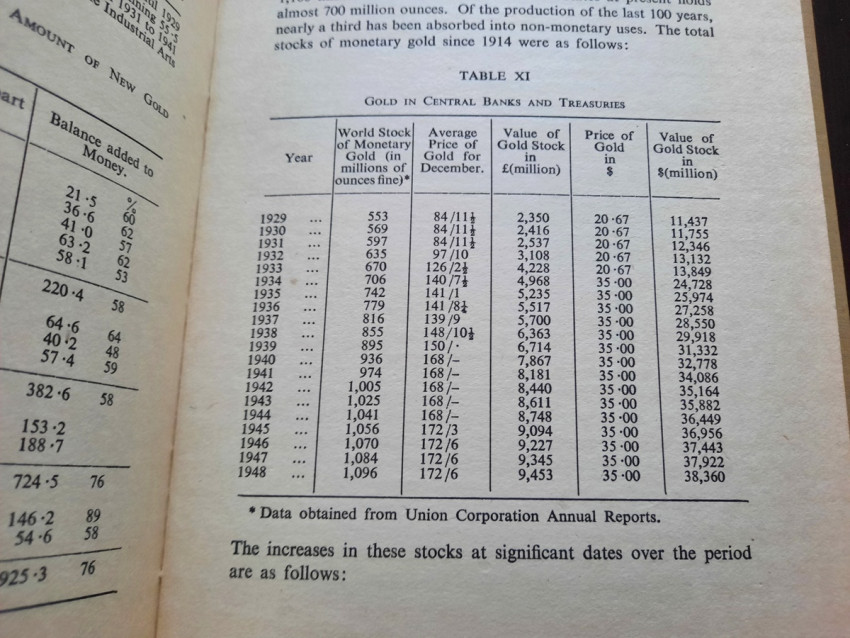 1929
1931 to 1941
the Industrial Arts
AMOUNT OF NEW GOLD
Balance added to
Money.
%
21·5 60
36·6 62
41·0 57
63·2 62
58·1 53
220·4 58
64·6 64
40·2 48
57·4 59
382·6 58
153·2
188·7
724·5 76
146·2 89
54·6 58
925·3 76
almost 700 million ounces. Of the production of the last 100 years,
nearly a third has been absorbed into non-monetary uses. The total
stocks of monetary gold since 1914 were as follows:
TABLE XI
GOLD IN CENTRAL BANKS AND TREASURIES
Year
World Stock
of Monetary
Gold (in
millions of
ounces fine)*
Average
Price of
Gold for
December.
Value of
Gold Stock
in
£(million)
Price of
Gold
in
$
Value of
Gold Stock
in
$(million)
1929 ... 553 84/11½ 2,350 20·67 11,437
1930 ... 569 84/11½ 2,416 20·67 11,755
1931 ... 597 84/11½ 2,537 20·67 12,346
1932 ... 635 97/10 3,108 20·67 13,132
1933 ... 670 126/2½ 4,228 20·67 13,849
1934 ... 706 140/7½ 4,968 35·00 24,728
1935 ... 742 141/1 5,235 35·00 25,974
1936 ... 779 141/8¼ 5,517 35·00 27,258
1937 ... 816 139/9 5,700 35·00 28,550
1938 ... 855 148/10½ 6,363 35·00 29,918
1939 ... 895 150/· 6,714 35·00 31,332
1940 ... 936 168/– 7,867 35·00 32,778
1941 ... 974 168/– 8,181 35·00 34,086
1942 ... 1,005 168/– 8,440 35·00 35,164
1943 ... 1,025 168/– 8,611 35·00 35,882
1944 ... 1,041 168/– 8,748 35·00 36,449
1945 ... 1,056 172/3 9,094 35·00 36,956
1946 ... 1,070 172/6 9,227 35·00 37,443
1947 ... 1,084 172/6 9,345 35·00 37,922
1948 ... 1,096 172/6 9,453 35·00 38,360
* Data obtained from Union Corporation Annual Reports.
The increases in these stocks at significant dates over the period
are as follows: